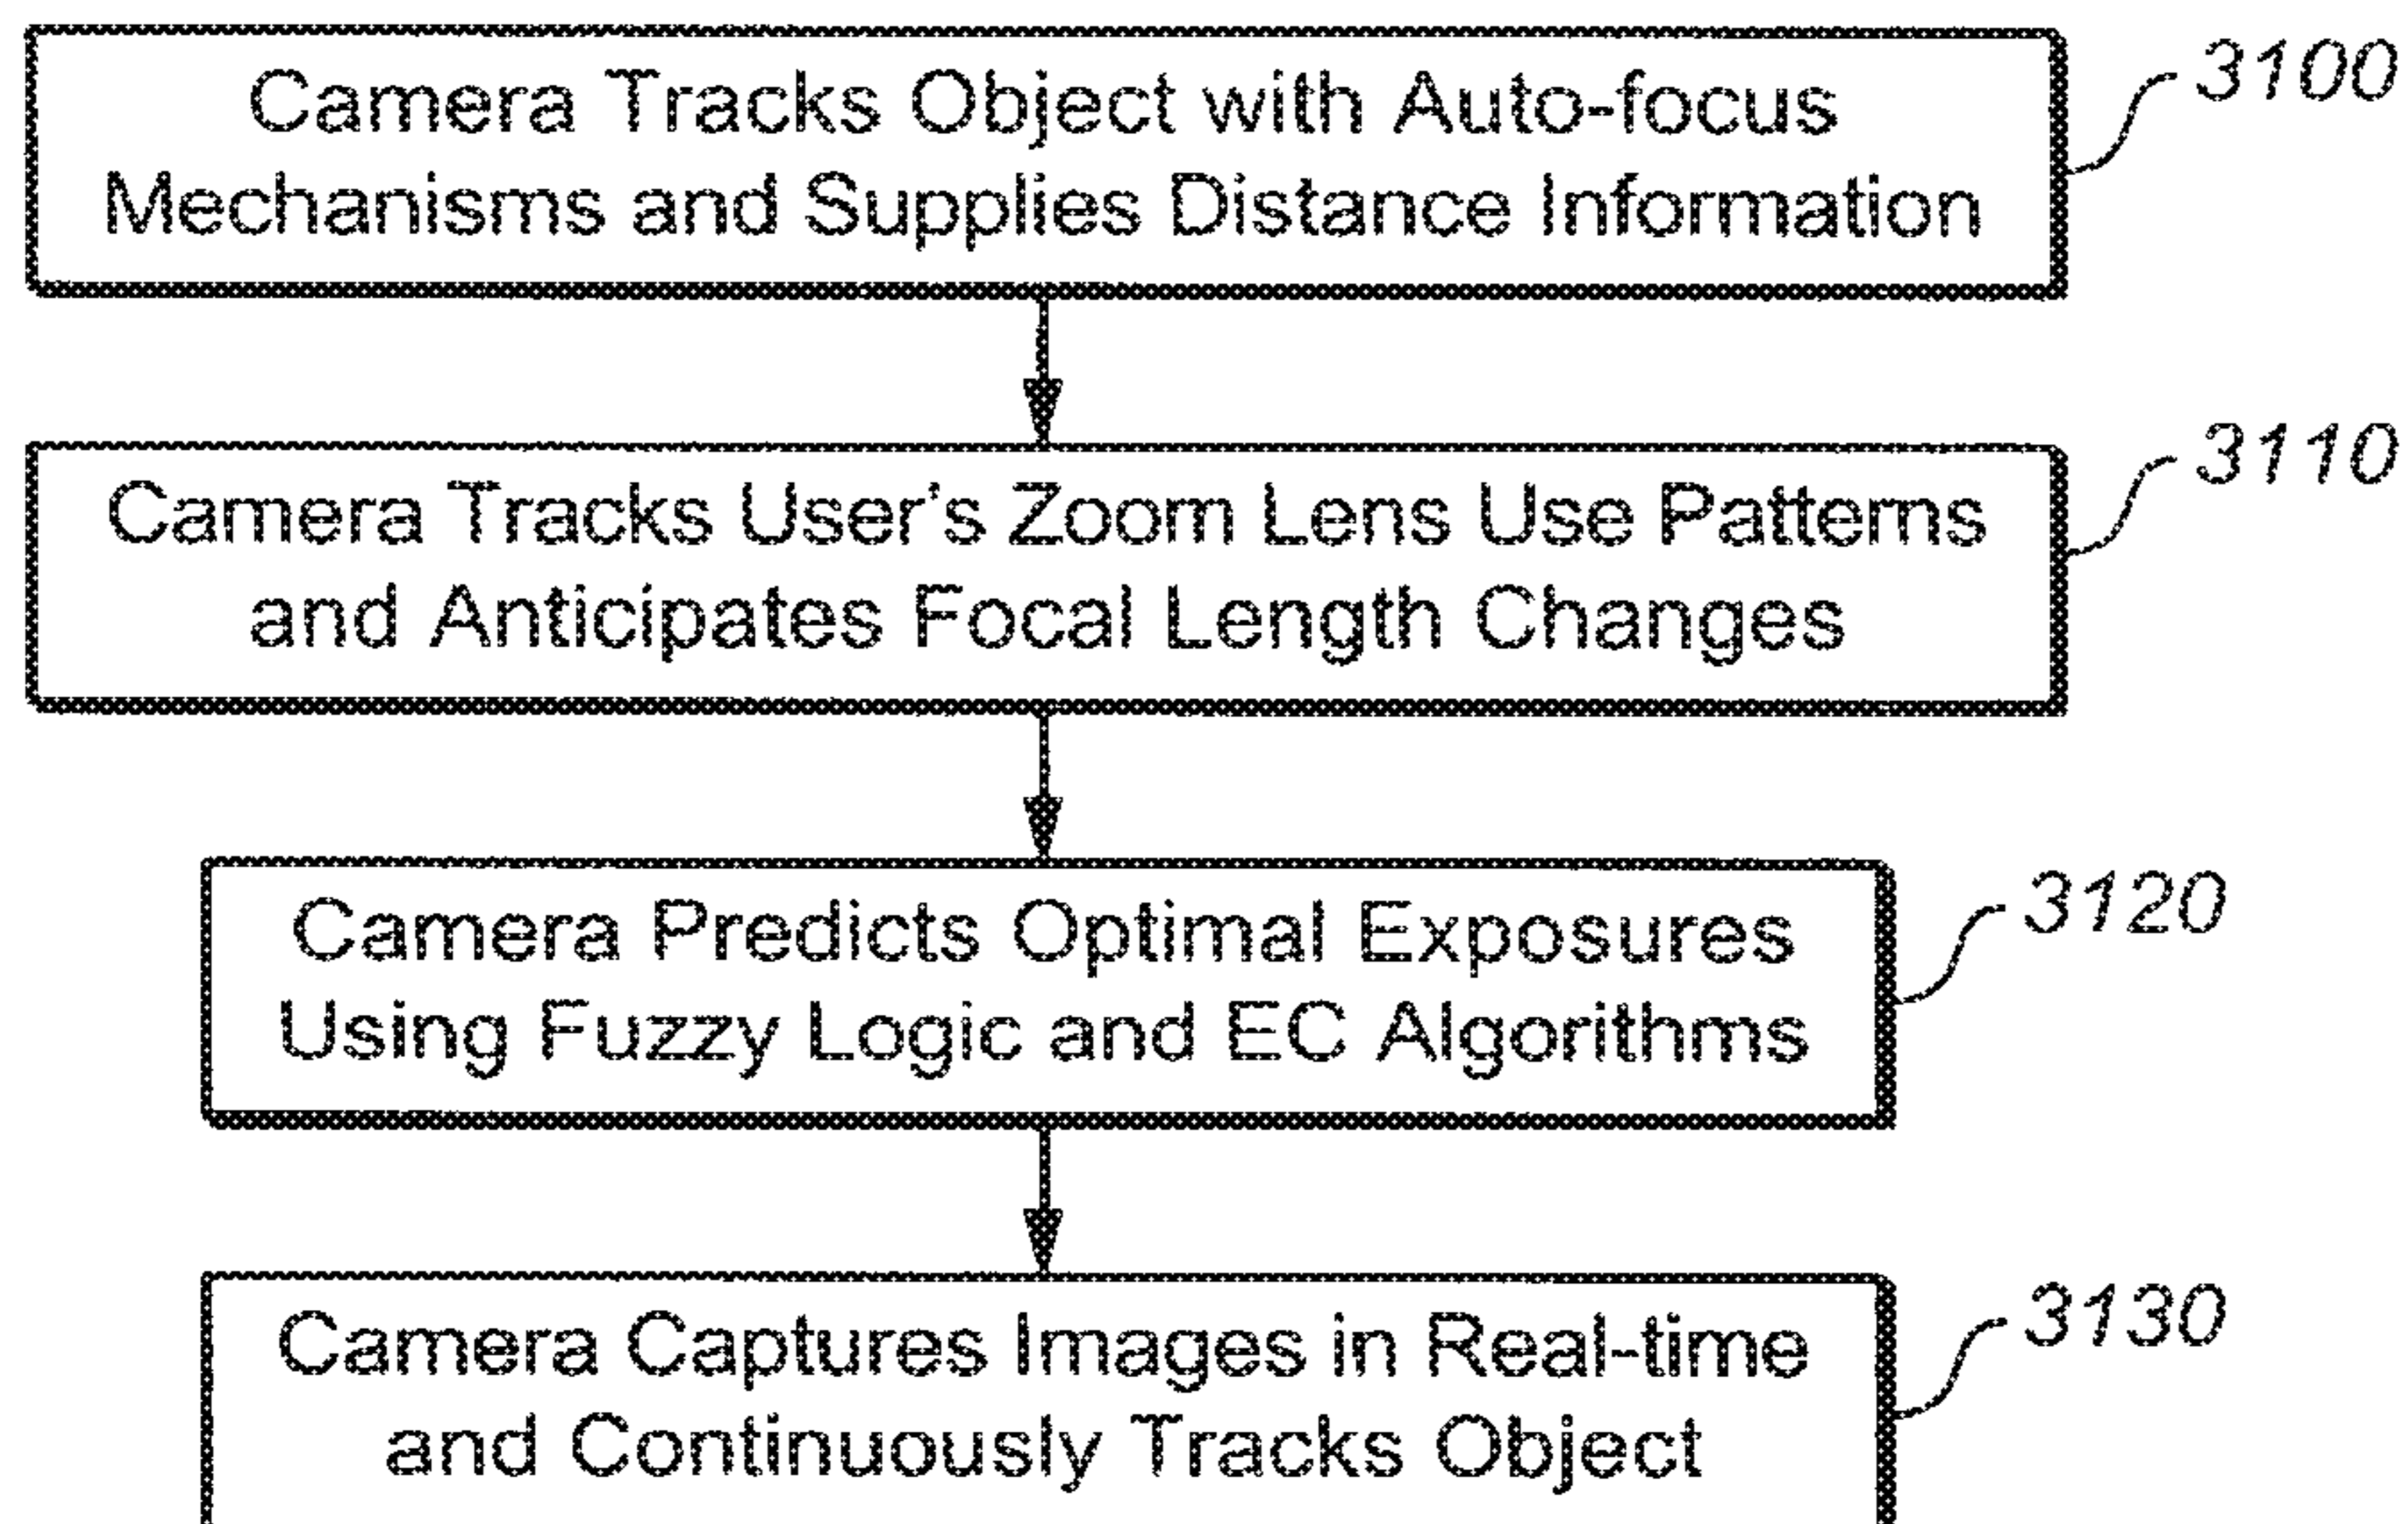 Camera Tracks Object with Auto-focus
Mechanisms and Supplies Distance Information
3100
Camera Tracks User's Zoom Lens Use Patterns
and Anticipates Focal Length Changes
3110
Camera Predicts Optimal Exposures
Using Fuzzy Logic and EC Algorithms
3120
Camera Captures Images in Real-time
and Continuously Tracks Object
3130